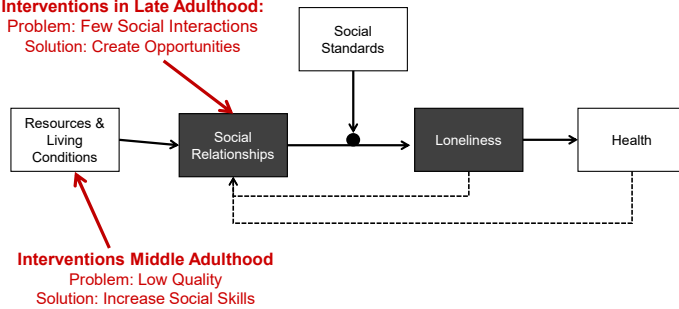 Interventions in Late Adulthood:
Problem: Few Social Interactions
Solution: Create Opportunities
Social
Standards
Resources &
Living
Conditions
Social
Relationships
Loneliness
Health
Interventions Middle Adulthood
Problem: Low Quality
Solution: Increase Social Skills